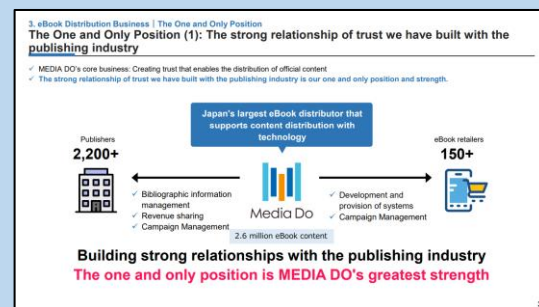 3. eBook Distribution Business | The One and Only Position
The One and Only Position (1): The strong relationship of trust we have built with the
publishing industry
✓ MEDIA DO's core business: Creating trust that enables the distribution of official content
✓ The strong relationship of trust we have built with the publishing industry is our one and only position and strength.
Japan's largest eBook distributor that
supports content distribution with
technology
Publishers
2,200+
eBook retailers
150+
✓ Bibliographic information
management
✓ Revenue sharing
✓ Campaign Management
Media Do
✓ Development and
provision of systems
✓ Campaign Management
2.6 million eBook content
Building strong relationships with the publishing industry
The one and only position is MEDIA DO's greatest strength